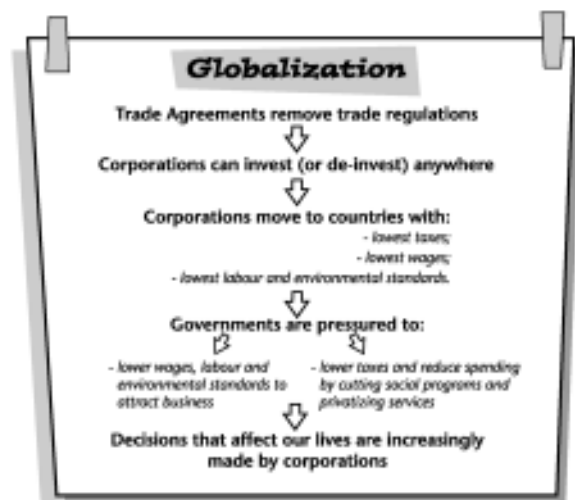 Globalization
Trade Agreements remove trade regulations
Corporations can invest (or de-invest) anywhere
Corporations move to countries with:
- lowest taxes;
- lowest wages;
- lowest labour and environmental standards.
Governments are pressured to:
- lower wages, labour and
environmental standards to
attract business
- lower taxes and reduce spending
by cutting social programs and
privatizing services
Decisions that affect our lives are increasingly
made by corporations